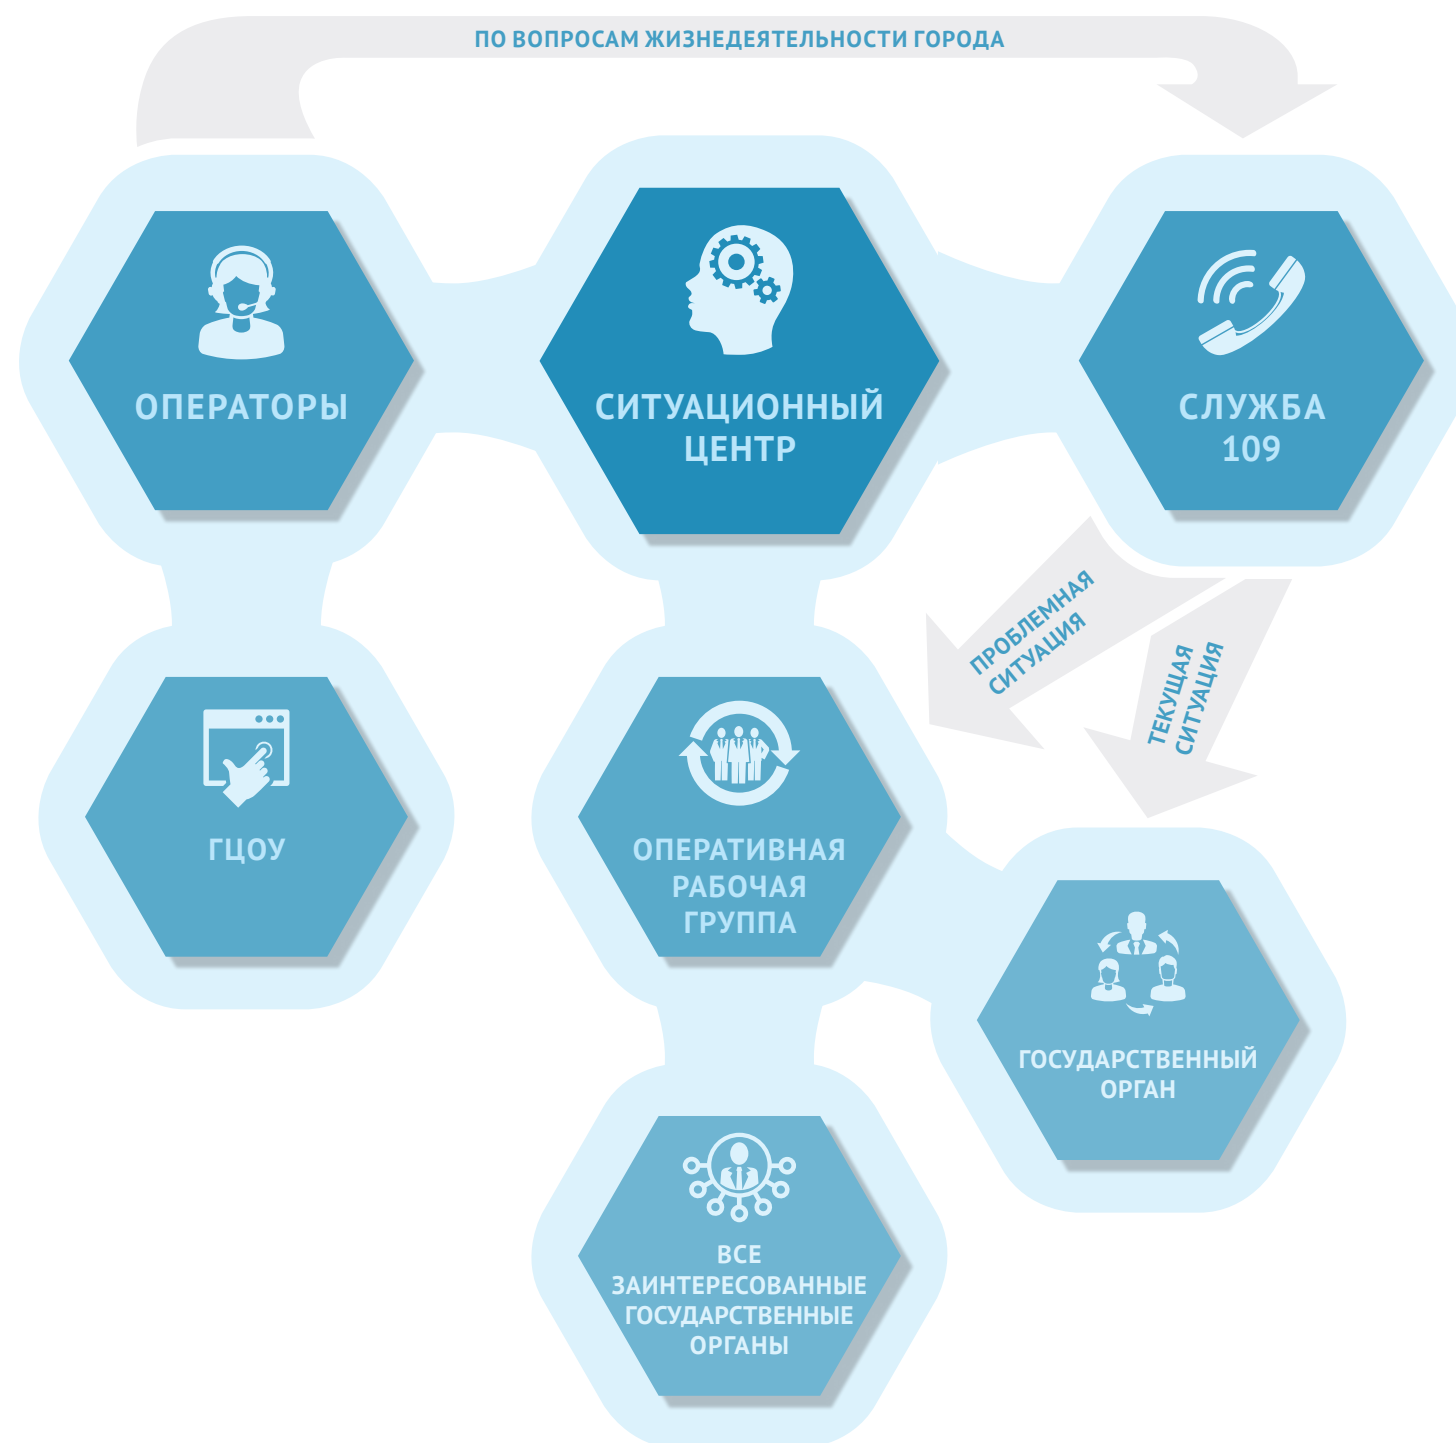 ПО ВОПРОСАМ ЖИЗНЕДЕЯТЕЛЬНОСТИ ГОРОДА
ОПЕРАТОРЫ
СИТУАЦИОННЫЙ
ЦЕНТР
СЛУЖБА
109
ПРОБЛЕМНАЯ
СИТУАЦИЯ
ТЕКУЩАЯ
СИТУАЦИЯ
ГЦОУ
ОПЕРАТИВНАЯ
РАБОЧАЯ
ГРУППА
ГОСУДАРСТВЕННЫЙ
ОРГАН
ВСЕ
ЗАИНТЕРЕСОВАННЫЕ
ГОСУДАРСТВЕННЫЕ
ОРГАНЫ